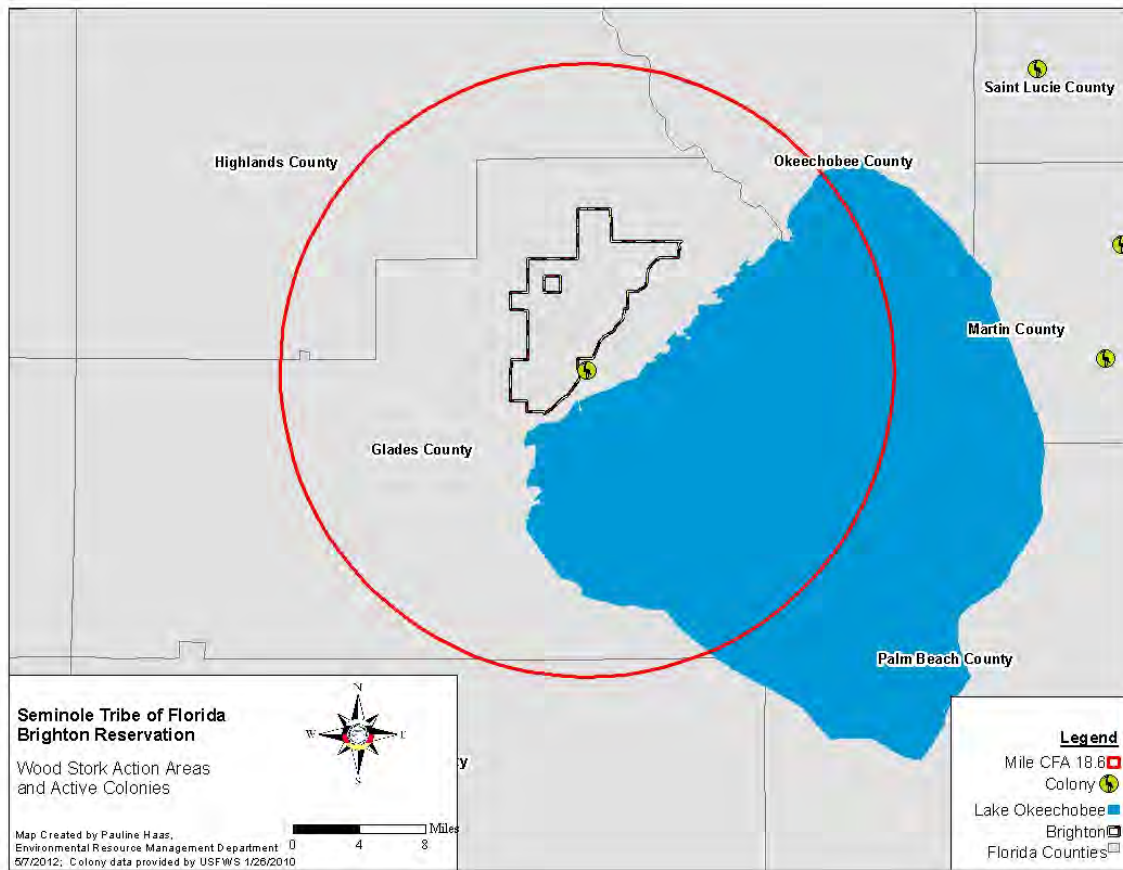 Saint Lucie County
Highlands County
Okeechobee County
Martin County
Glades County
Palm Beach County
Seminole Tribe of Florida
Brighton Reservation
Wood Stork Action Areas
and Active Colonies
Map Created by Pauline Haas,
Environmental Resource Management Department
5/7/2012; Colony data provided by USFWS 1/26/2010
N
W
E
S
Miles
0 4 8
y
Legend
Mile CFA 18.6
Colony
Lake Okeechobee
Brighton
Florida Counties